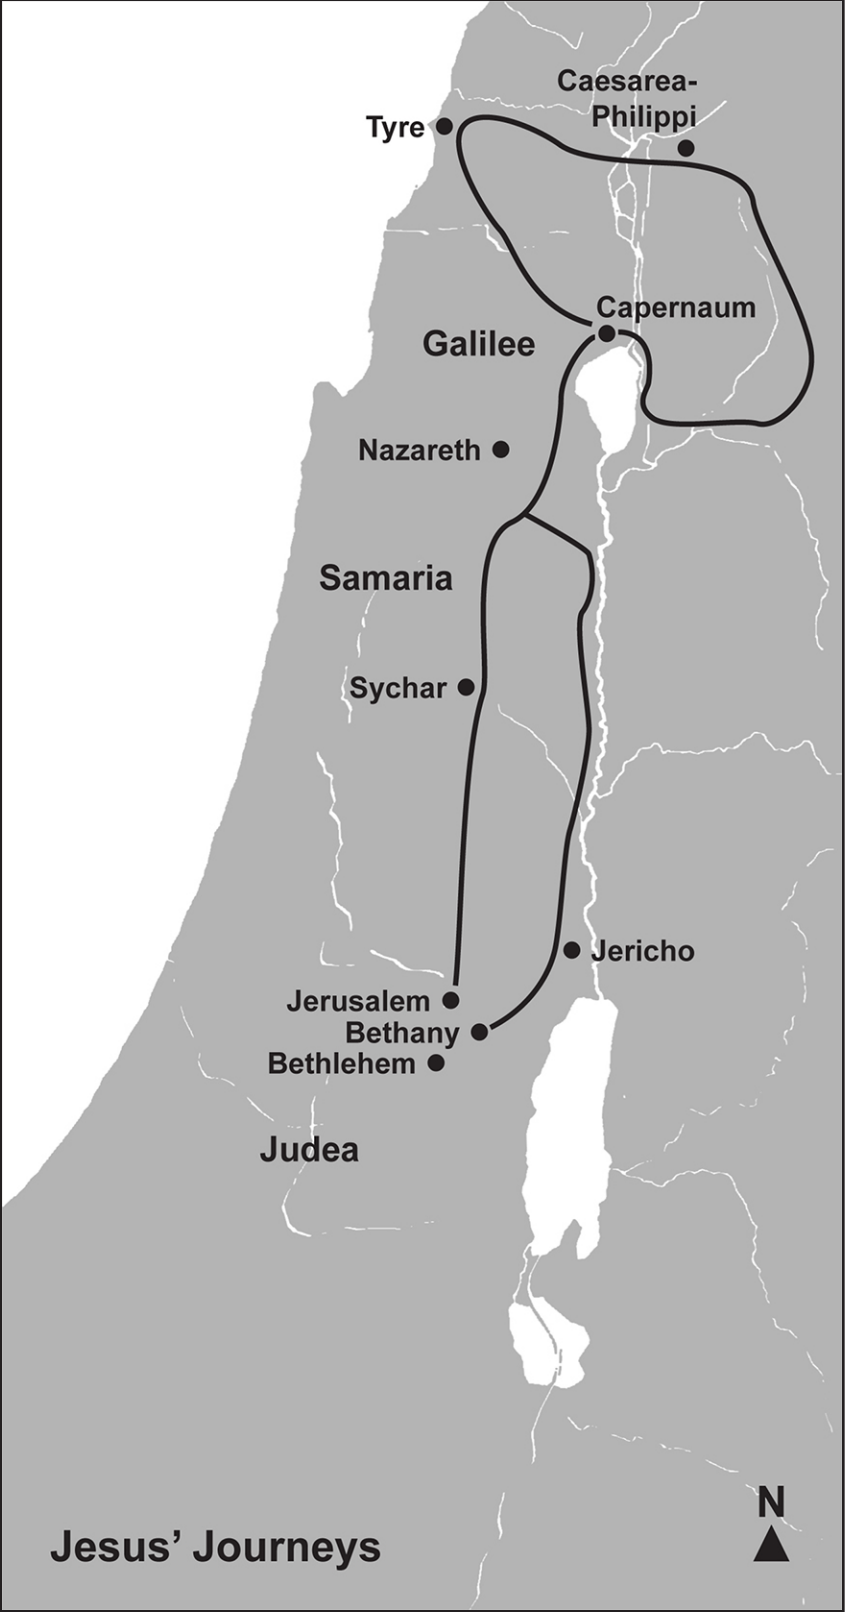 Caesarea-
Philippi
Tyre
Capernaum
Galilee
Nazareth
Samaria
Sychar
Jericho
Jerusalem
Bethany
Bethlehem
Judea
N
Jesus’ Journeys